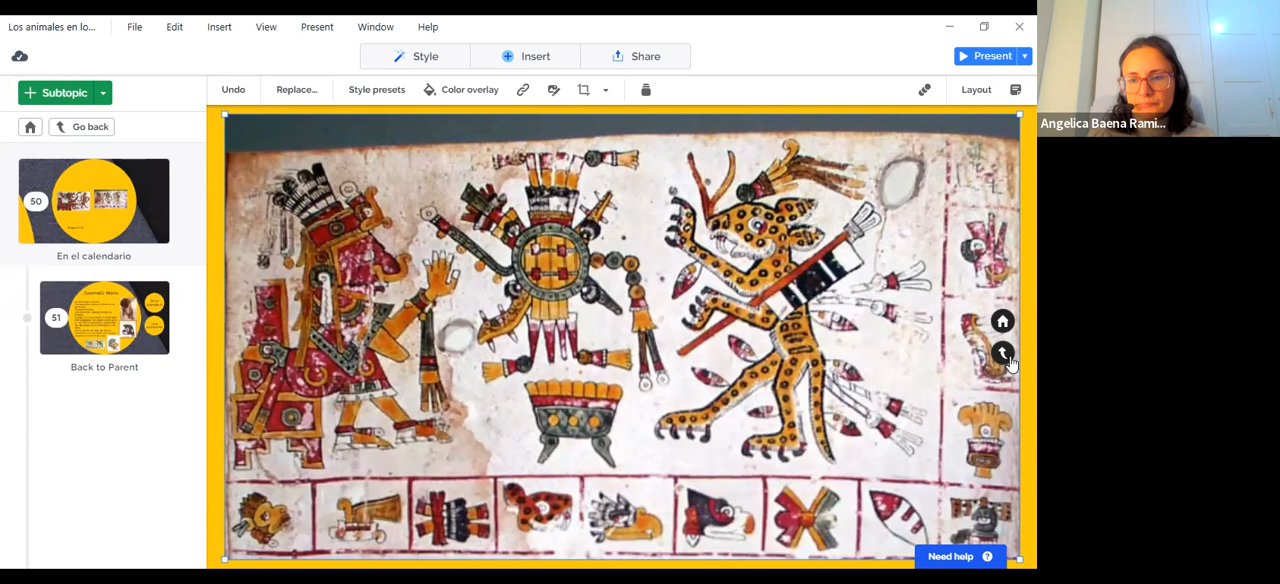 Los animales en lo...
File
Edit
Insert
View
Present
Window
Help
Style
Insert
Share
Present
Subtopic
Undo
Replace...
Style presets
Color overlay
Layout
Go back
Angelica Baena Rami...
50
En el calendario
51
Back to Parent
Need help ?